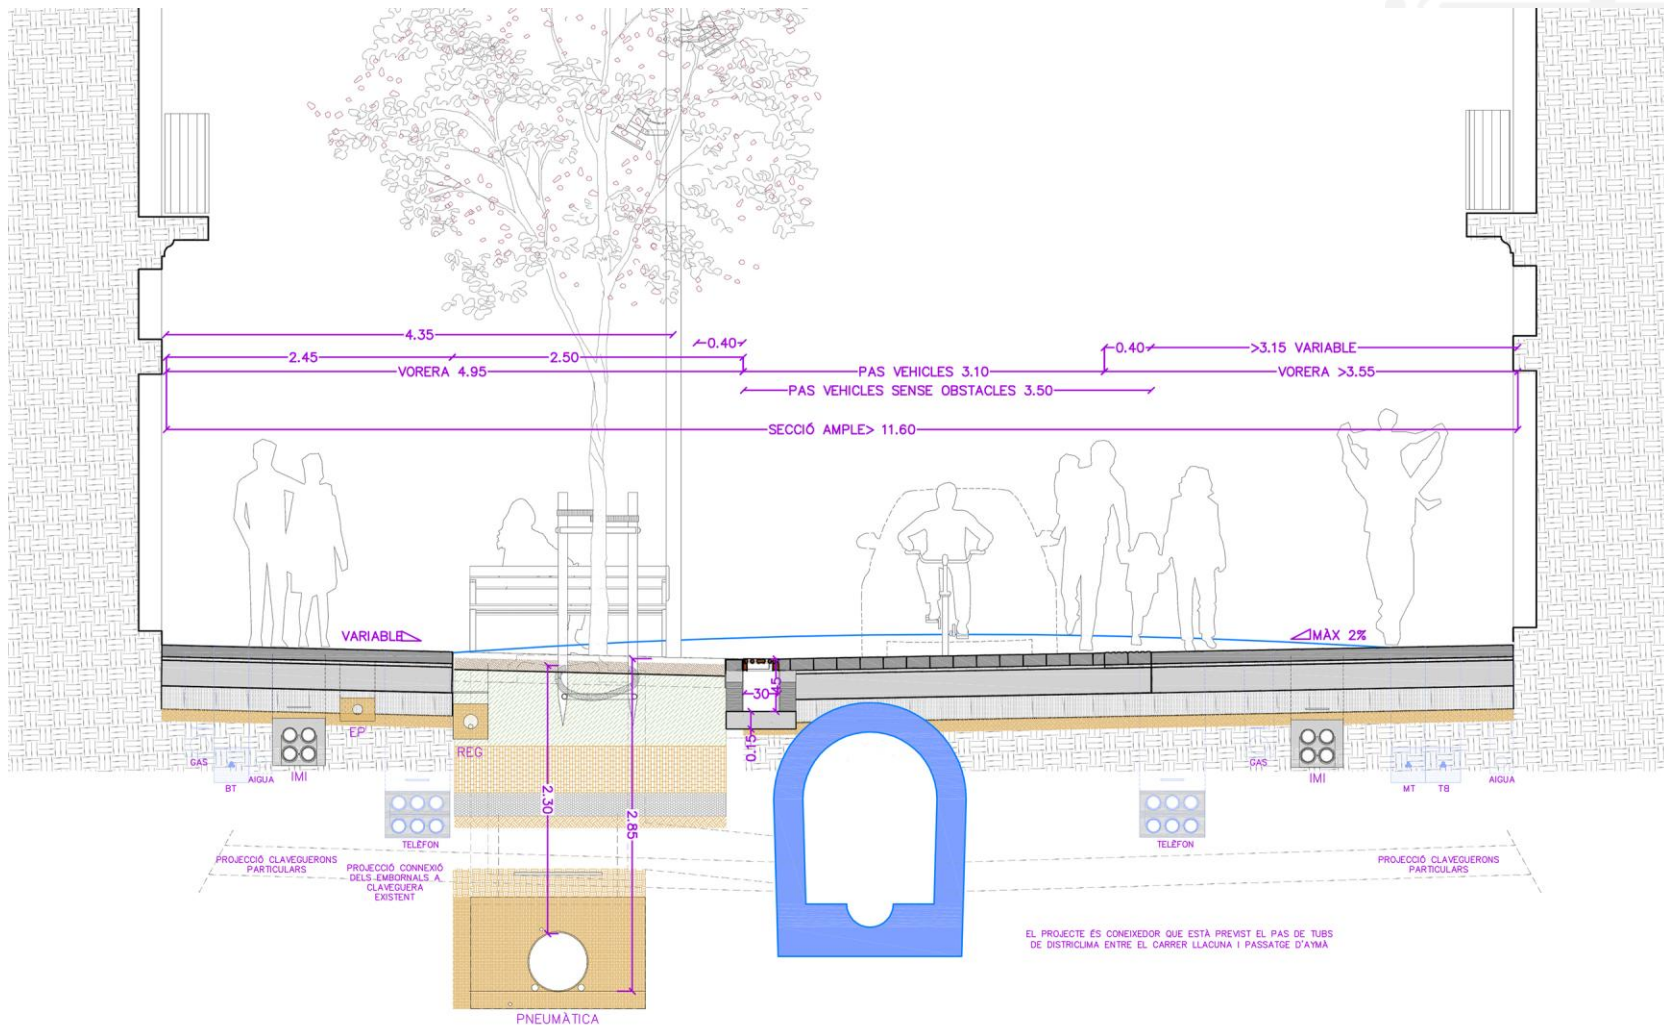 4.35
0.40
2.45
2.50
0.40
>3.15 VARIABLE
VORERA 4.95
PAS VEHICLES 3.10
VORERA >3.55
PAS VEHICLES SENSE OBSTACLES 3.50
SECCIÓ AMPLE> 11.60
VARIABLE
MÀX 2%
30
0.15
EP
REG
GAS
BT
AIGUA
IMI
TELÈFON
2.30
2.85
GAS
IMI
MT
TB
AIGUA
TELÈFON
PROJECCIÓ CLAVEGUERONS
PARTICULARS
PROJECCIÓ CONNEXIÓ
DELS EMBORNALS A
CLAVEGUERA
EXISTENT
PROJECCIÓ CLAVEGUERONS
PARTICULARS
EL PROJECTE ÉS CONEIXEDOR QUE ESTÀ PREVIST EL PAS DE TUBS
DE DISTRICLIMA ENTRE EL CARRER LLACUNA I PASSATGE D'AYMÀ
PNEUMÀTICA